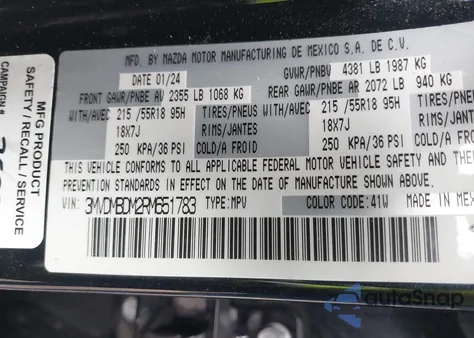 MFD. BY MAZDA MOTOR MANUFACTURING DE MEXICO S.A. DE C.V.
DATE 01/24 GVWR/PNBV 4381 LB 1987 KG
FRONT GAWR/PNBE AV 2355 LB 1068 KG REAR GAWR/PNBE AR 2072 LB 940 KG
WITH/AVEC 215 /55R18 95H TIRES/PNEUS WITH/AVEC 215 /55R18 95H TIRES/PNEUS
18X7J RIMS/JANTES 18X7J RIMS/JANTES
250 KPA/36 PSI COLD/A FROID 250 KPA/36 PSI COLD/A FROID
THIS VEHICLE CONFORMS TO ALL APPLICABLE FEDERAL MOTOR VEHICLE SAFETY AND THEFT
PREVENTION STANDARDS IN EFFECT ON THE DATE OF MANUFACTURE SHOWN ABOVE.
VIN: 3MVDMBDM2RM651783 TYPE: MPV COLOR CODE: 41W MADE IN MEX
MFG PRODUCT
SAFETY / RECALL / SERVICE
CAMPAIGN #
autoSnap